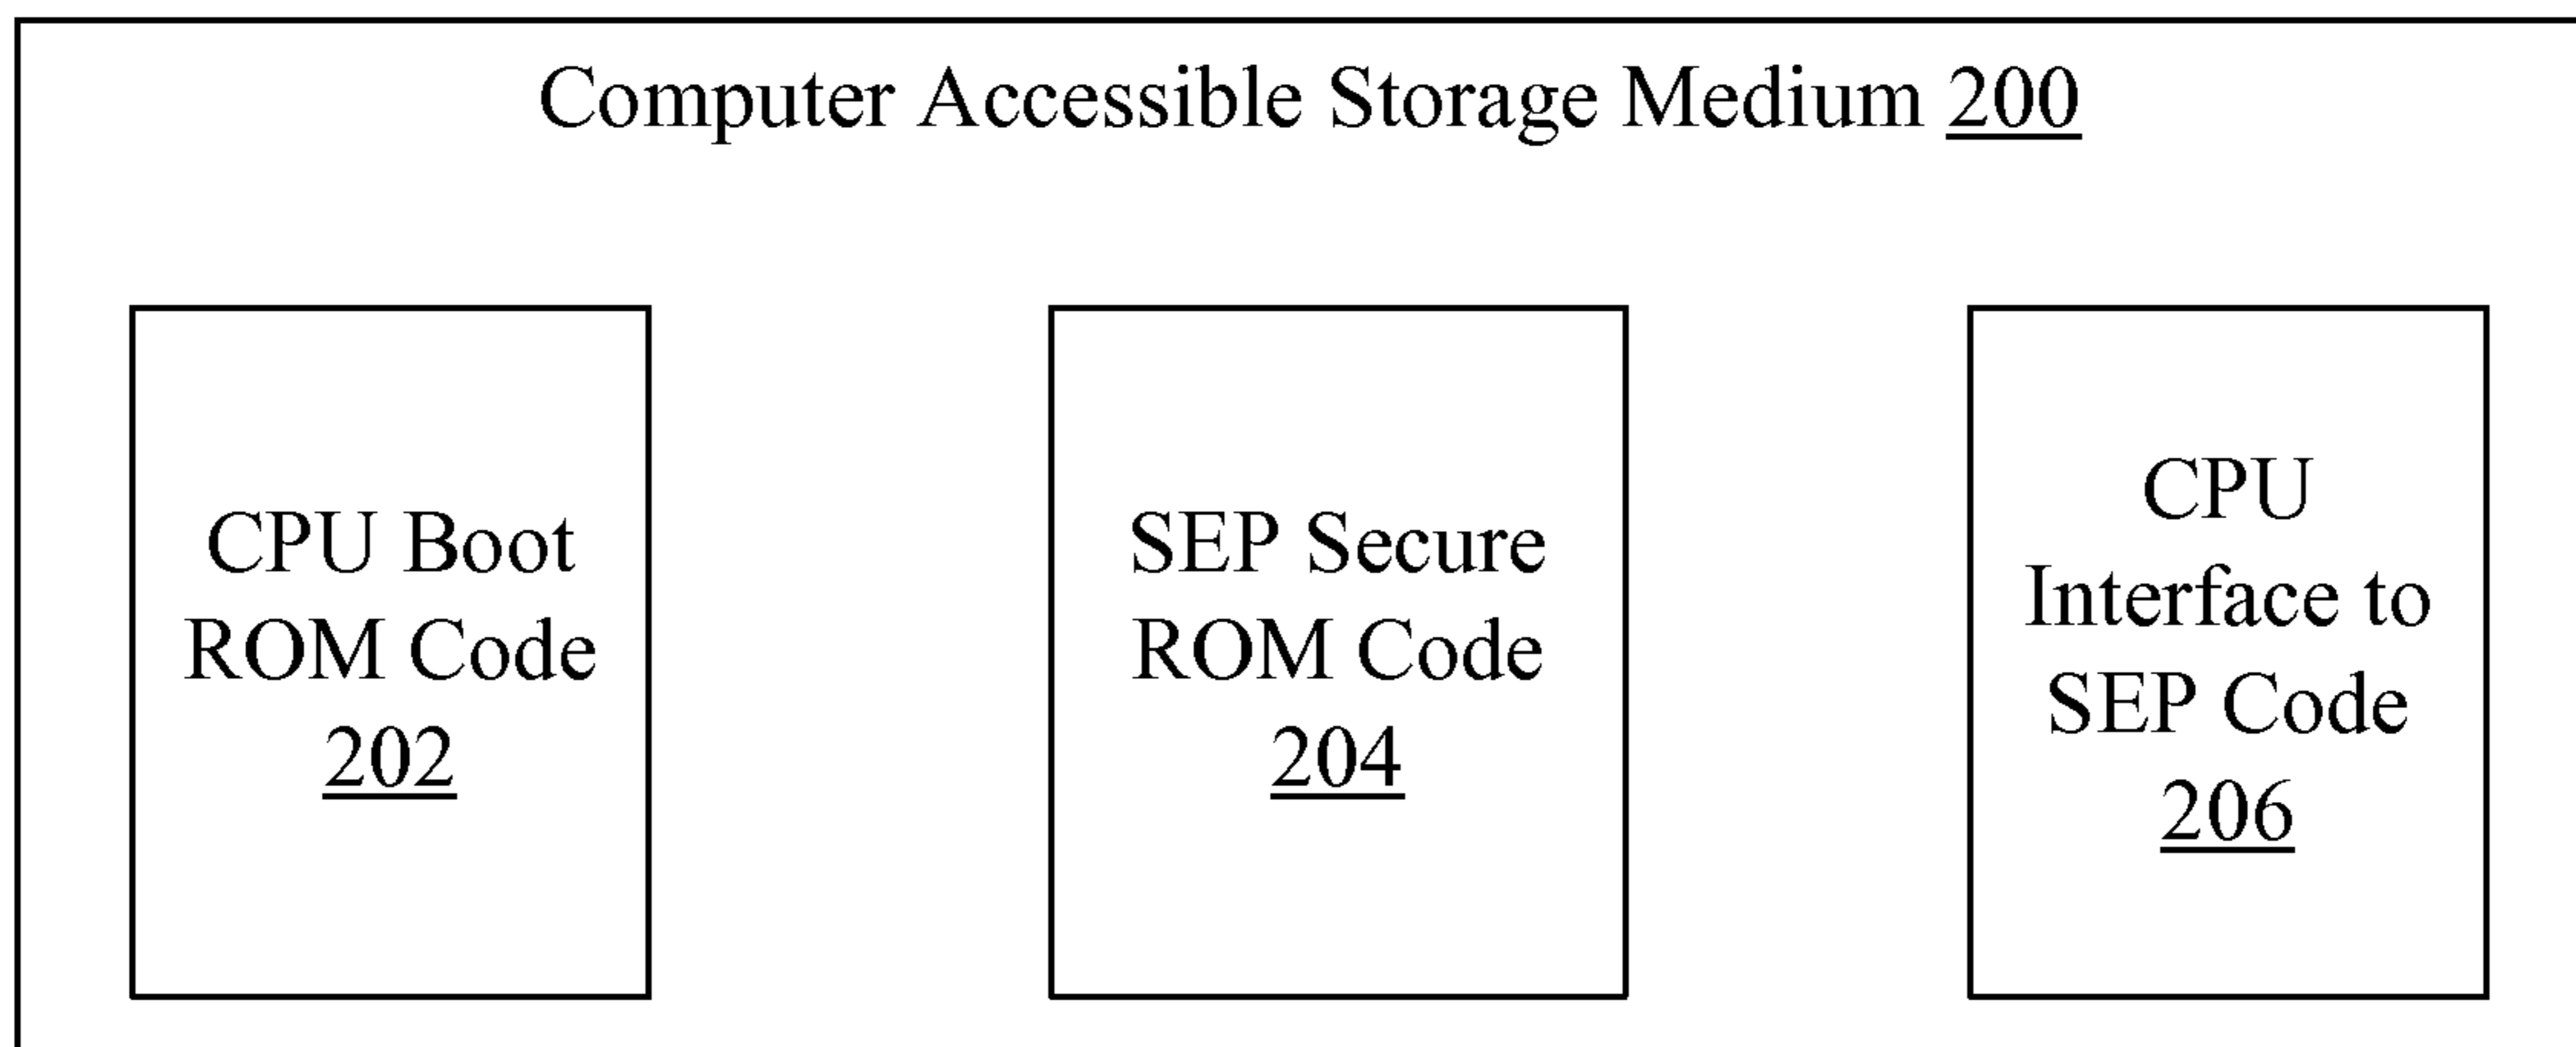 Computer Accessible Storage Medium 200
CPU Boot
ROM Code
202
SEP Secure
ROM Code
204
CPU
Interface to
SEP Code
206